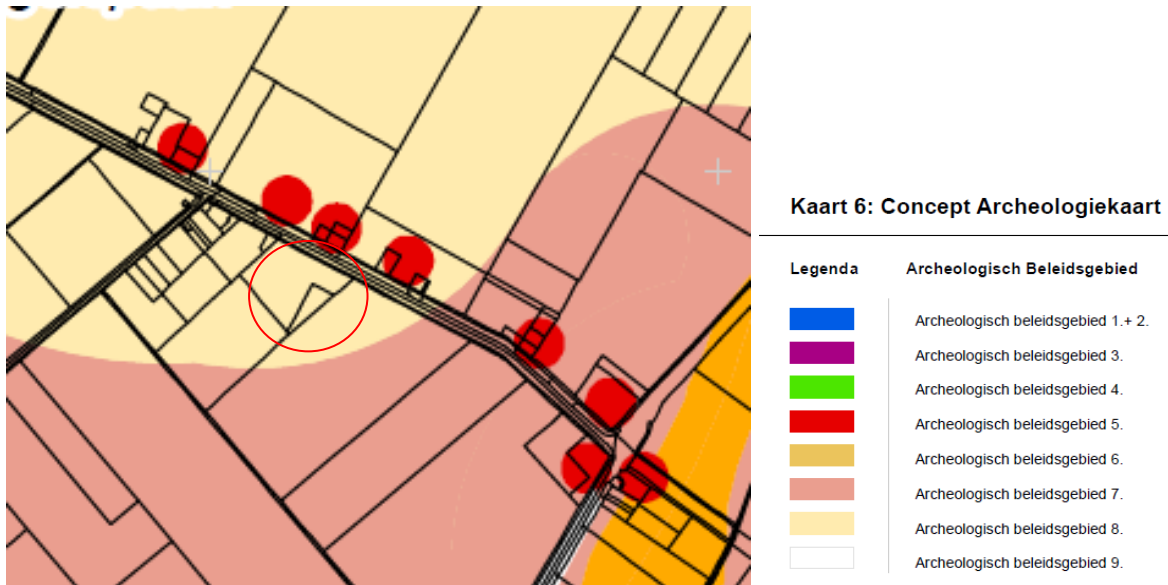 Kaart 6: Concept Archeologiekaart
Legenda Archeologisch Beleidsgebied
Archeologisch beleidsgebied 1.+ 2.
Archeologisch beleidsgebied 3.
Archeologisch beleidsgebied 4.
Archeologisch beleidsgebied 5.
Archeologisch beleidsgebied 6.
Archeologisch beleidsgebied 7.
Archeologisch beleidsgebied 8.
Archeologisch beleidsgebied 9.